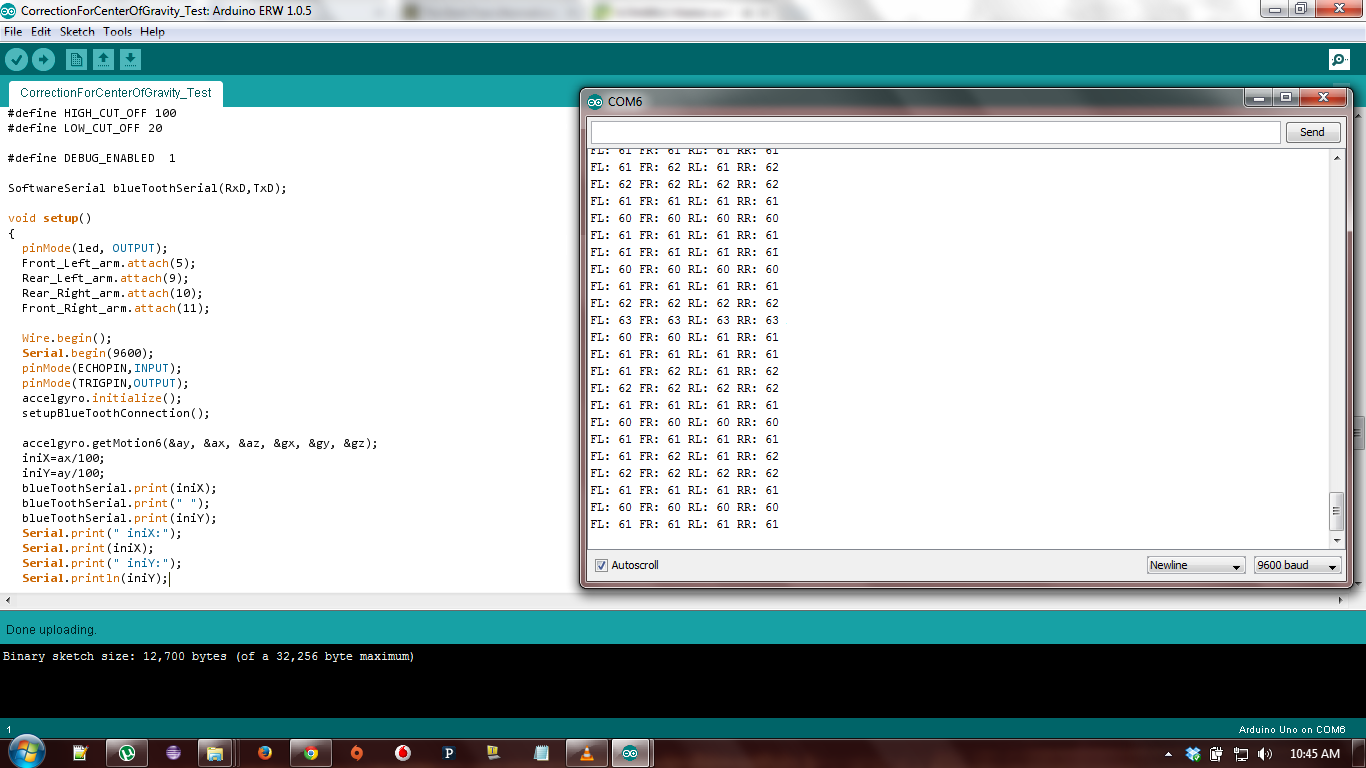 CorrectionForCenterOfGravity_Test: Arduino ERW 1.0.5
File Edit Sketch Tools Help
CorrectionForCenterOfGravity_Test
#define HIGH_CUT_OFF 100
#define LOW_CUT_OFF 20
#define DEBUG_ENABLED  1
SoftwareSerial blueToothSerial(RxD,TxD);
void setup()
{
  pinMode(led, OUTPUT);
  Front_Left_arm.attach(5);
  Rear_Left_arm.attach(9);
  Rear_Right_arm.attach(10);
  Front_Right_arm.attach(11);
  Wire.begin();
  Serial.begin(9600);
  pinMode(ECHOPIN,INPUT);
  pinMode(TRIGPIN,OUTPUT);
  accelgyro.initialize();
  setupBlueToothConnection();
  accelgyro.getMotion6(&ay, &ax, &az, &gx, &gy, &gz);
  iniX=ax/100;
  iniY=ay/100;
  blueToothSerial.print(iniX);
  blueToothSerial.print(" ");
  blueToothSerial.print(iniY);
  Serial.print(" iniX:");
  Serial.print(iniX);
  Serial.print(" iniY:");
  Serial.println(iniY);
COM6
Send
FL: 61 FR: 61 RL: 61 RR: 61
FL: 61 FR: 62 RL: 61 RR: 62
FL: 62 FR: 62 RL: 62 RR: 62
FL: 61 FR: 61 RL: 61 RR: 61
FL: 60 FR: 60 RL: 60 RR: 60
FL: 61 FR: 61 RL: 61 RR: 61
FL: 61 FR: 61 RL: 61 RR: 61
FL: 60 FR: 60 RL: 60 RR: 60
FL: 61 FR: 61 RL: 61 RR: 61
FL: 62 FR: 62 RL: 62 RR: 62
FL: 63 FR: 63 RL: 63 RR: 63
FL: 60 FR: 60 RL: 61 RR: 61
FL: 61 FR: 61 RL: 61 RR: 61
FL: 61 FR: 62 RL: 61 RR: 62
FL: 62 FR: 62 RL: 62 RR: 62
FL: 61 FR: 61 RL: 61 RR: 61
FL: 60 FR: 60 RL: 60 RR: 60
FL: 61 FR: 61 RL: 61 RR: 61
FL: 61 FR: 62 RL: 61 RR: 62
FL: 62 FR: 62 RL: 62 RR: 62
FL: 61 FR: 61 RL: 61 RR: 61
FL: 60 FR: 60 RL: 60 RR: 60
FL: 61 FR: 61 RL: 61 RR: 61
Autoscroll
Newline
9600 baud
Done uploading.
Binary sketch size: 12,700 bytes (of a 32,256 byte maximum)
1
Arduino Uno on COM6
10:45 AM